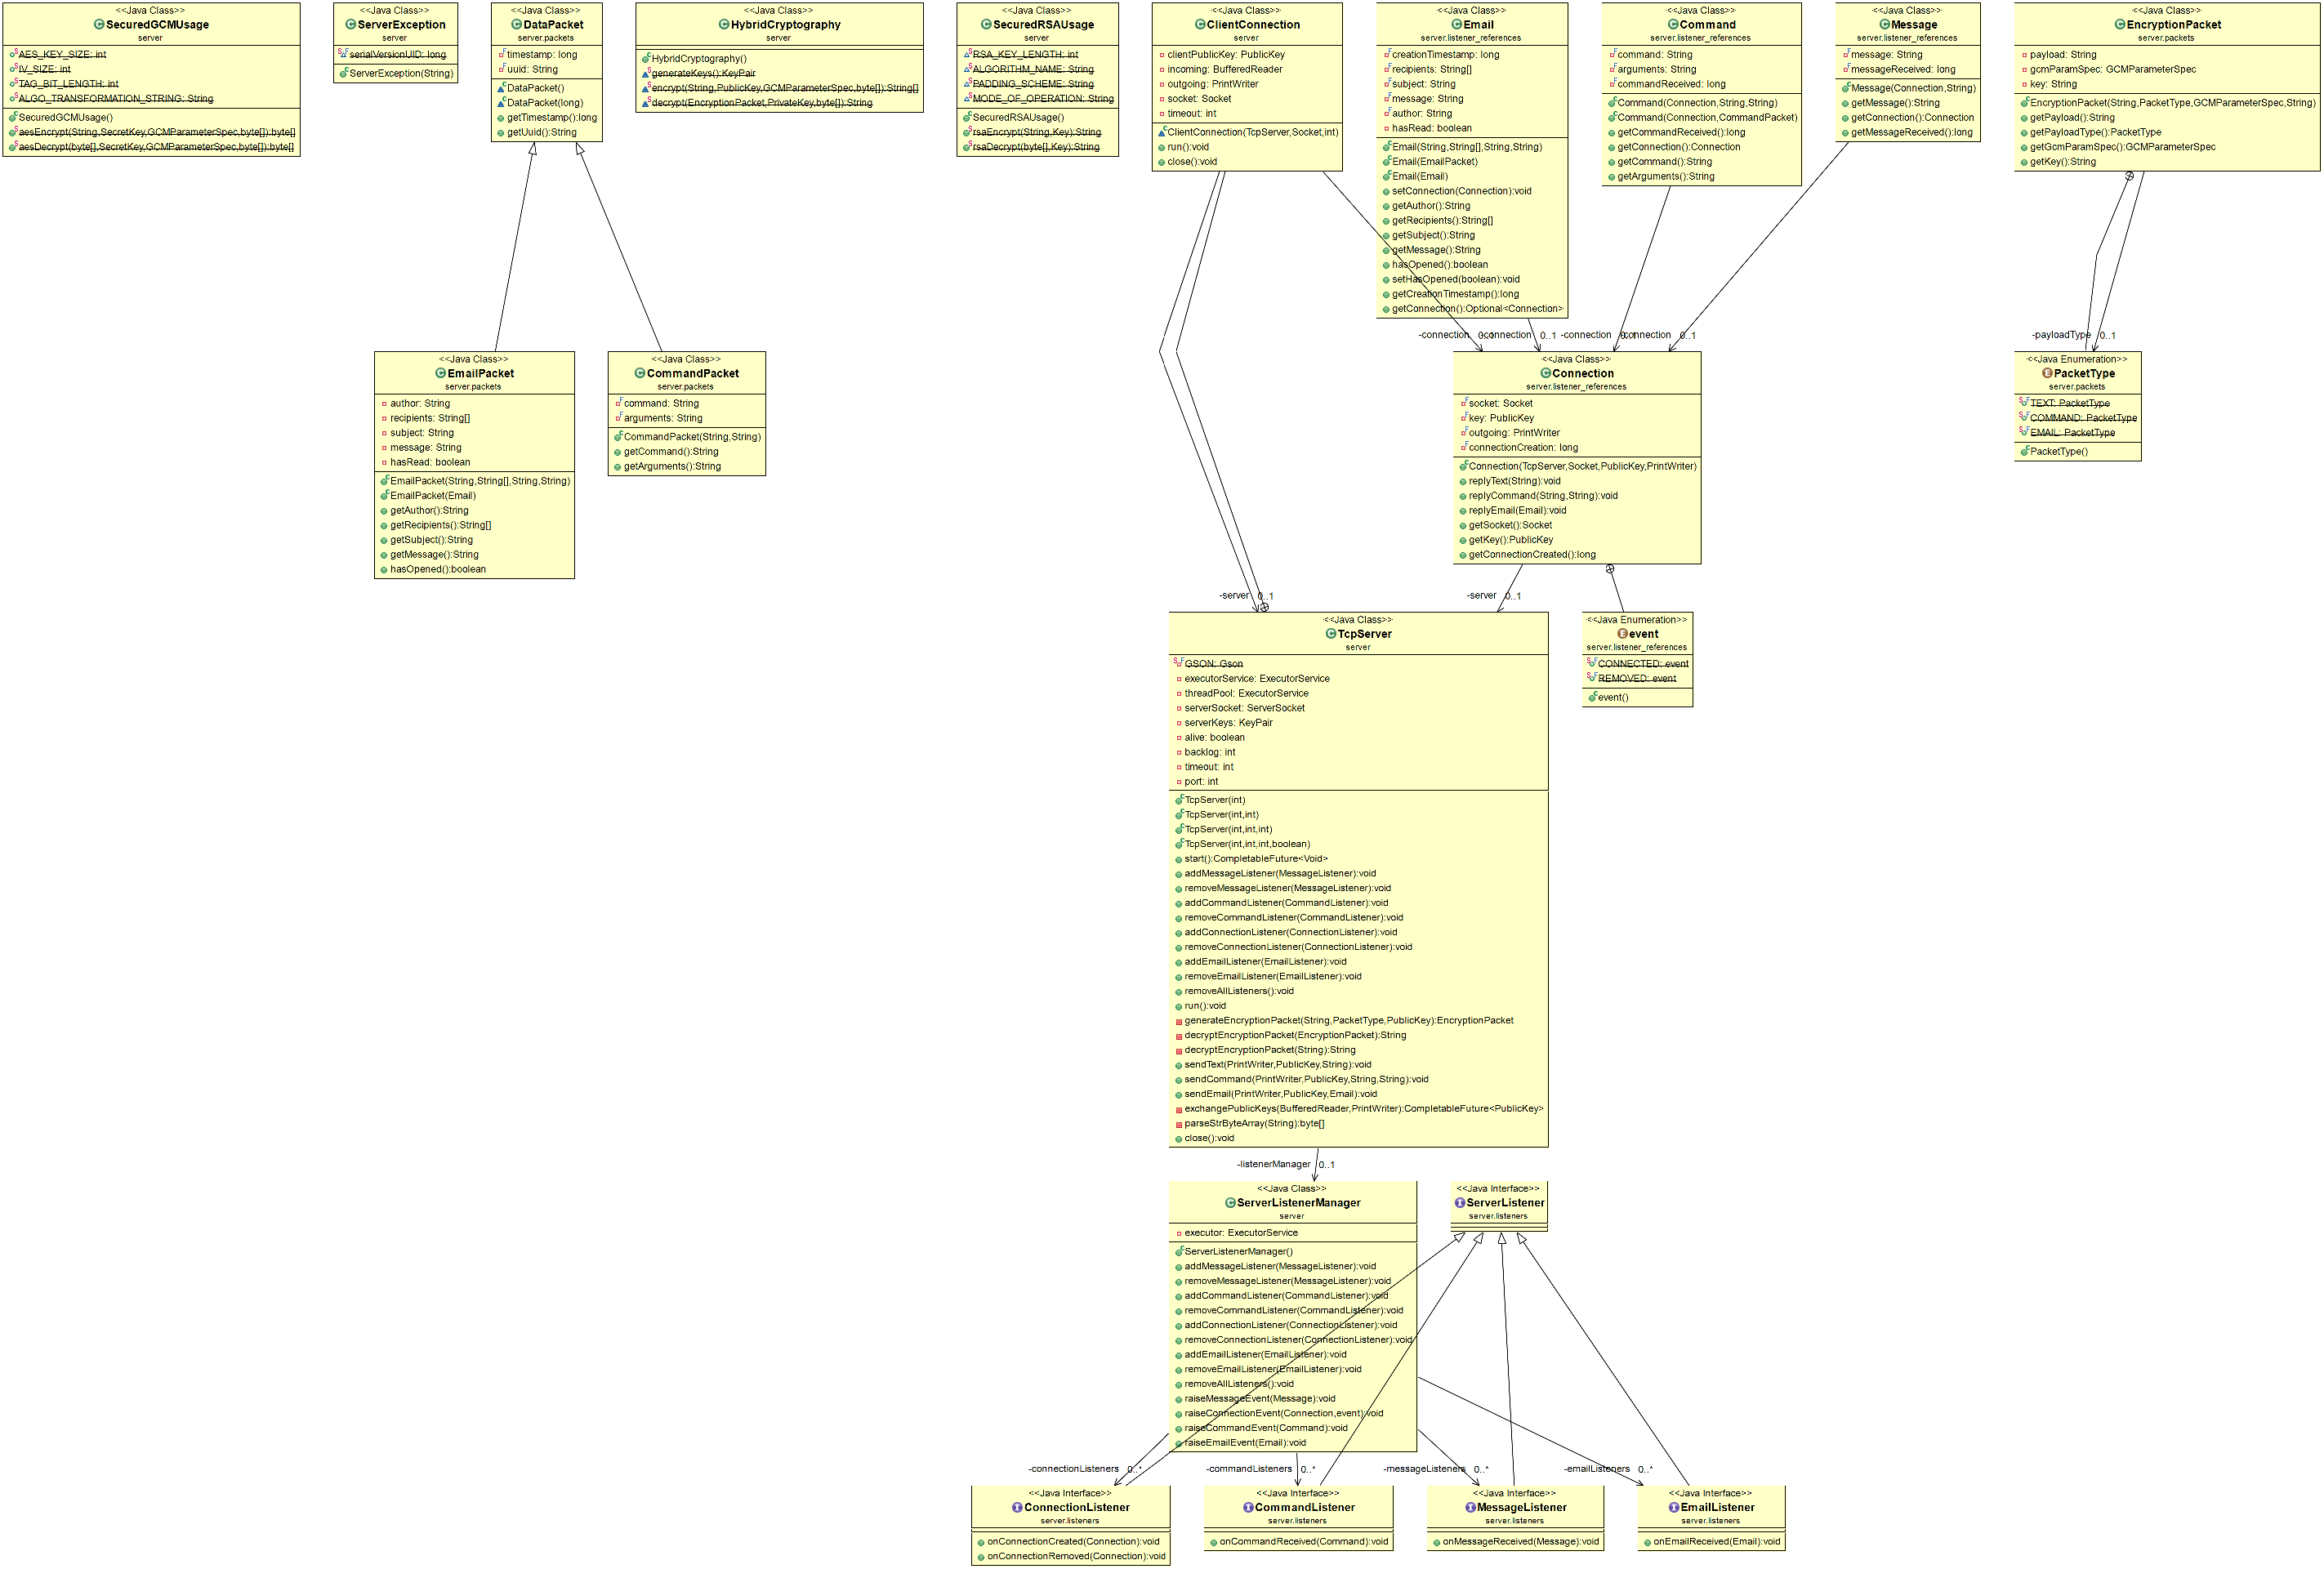 <<Java Class>>
SecuredGCMUsage
server
AES_KEY_SIZE: int
IV_SIZE: int
TAG_BIT_LENGTH: int
ALGO_TRANSFORMATION_STRING: String
SecuredGCMUsage()
aesEncrypt(String,SecretKey,GCMParameterSpec,byte[]):byte[]
aesDecrypt(byte[],SecretKey,GCMParameterSpec,byte[]):byte[]
<<Java Class>>
ServerException
server
serialVersionUID: long
ServerException(String)
<<Java Class>>
DataPacket
server.packets
timestamp: long
uuid: String
DataPacket()
DataPacket(long)
getTimestamp():long
getUuid():String
<<Java Class>>
HybridCryptography
server
HybridCryptography()
generateKeys():KeyPair
encrypt(String,PublicKey,GCMParameterSpec,byte[]):String[]
decrypt(EncryptionPacket,PrivateKey,byte[]):String
<<Java Class>>
SecuredRSAUsage
server
RSA_KEY_LENGTH: int
ALGORITHM_NAME: String
PADDING_SCHEME: String
MODE_OF_OPERATION: String
SecuredRSAUsage()
rsaEncrypt(String,Key):String
rsaDecrypt(byte[],Key):String
<<Java Class>>
ClientConnection
server
clientPublicKey: PublicKey
incoming: BufferedReader
outgoing: PrintWriter
socket: Socket
timeout: int
ClientConnection(TcpServer,Socket,int)
run():void
close():void
<<Java Class>>
Email
server.listener_references
creationTimestamp: long
recipients: String[]
subject: String
message: String
author: String
hasRead: boolean
Email(String,String[],String,String)
Email(EmailPacket)
Email(Email)
setConnection(Connection):void
getAuthor():String
getRecipients():String[]
getSubject():String
getMessage():String
hasOpened():boolean
setHasOpened(boolean):void
getCreationTimestamp():long
getConnection():Optional<Connection>
<<Java Class>>
Command
server.listener_references
command: String
arguments: String
commandReceived: long
Command(Connection,String,String)
Command(Connection,CommandPacket)
getCommandReceived():long
getConnection():Connection
getCommand():String
getArguments():String
<<Java Class>>
Message
server.listener_references
message: String
messageReceived: long
Message(Connection,String)
getMessage():String
getConnection():Connection
getMessageReceived():long
<<Java Class>>
EncryptionPacket
server.packets
payload: String
gcmParamSpec: GCMParameterSpec
key: String
EncryptionPacket(String,PacketType,GCMParameterSpec,String)
getPayload():String
getPayloadType():PacketType
getGcmParamSpec():GCMParameterSpec
getKey():String
-connection 0..1
-connection 0..1
-connection 0..1
-connection 0..1
-payloadType 0..1
<<Java Class>>
EmailPacket
server.packets
author: String
recipients: String[]
subject: String
message: String
hasRead: boolean
EmailPacket(String,String[],String,String)
EmailPacket(Email)
getAuthor():String
getRecipients():String[]
getSubject():String
getMessage():String
hasOpened():boolean
<<Java Class>>
CommandPacket
server.packets
command: String
arguments: String
CommandPacket(String,String)
getCommand():String
getArguments():String
<<Java Class>>
Connection
server.listener_references
socket: Socket
key: PublicKey
outgoing: PrintWriter
connectionCreation: long
Connection(TcpServer,Socket,PublicKey,PrintWriter)
replyText(String):void
replyCommand(String,String):void
replyEmail(Email):void
getSocket():Socket
getKey():PublicKey
getConnectionCreated():long
<<Java Enumeration>>
PacketType
server.packets
TEXT: PacketType
COMMAND: PacketType
EMAIL: PacketType
PacketType()
-server 0..1
-server 0..1
<<Java Class>>
TcpServer
server
GSON: Gson
executorService: ExecutorService
threadPool: ExecutorService
serverSocket: ServerSocket
serverKeys: KeyPair
alive: boolean
backlog: int
timeout: int
port: int
TcpServer(int)
TcpServer(int,int)
TcpServer(int,int,int)
TcpServer(int,int,int,boolean)
start():CompletableFuture<Void>
addMessageListener(MessageListener):void
removeMessageListener(MessageListener):void
addCommandListener(CommandListener):void
removeCommandListener(CommandListener):void
addConnectionListener(ConnectionListener):void
removeConnectionListener(ConnectionListener):void
addEmailListener(EmailListener):void
removeEmailListener(EmailListener):void
removeAllListeners():void
run():void
generateEncryptionPacket(String,PacketType,PublicKey):EncryptionPacket
decryptEncryptionPacket(EncryptionPacket):String
decryptEncryptionPacket(String):String
sendText(PrintWriter,PublicKey,String):void
sendCommand(PrintWriter,PublicKey,String,String):void
sendEmail(PrintWriter,PublicKey,Email):void
exchangePublicKeys(BufferedReader,PrintWriter):CompletableFuture<PublicKey>
parseStrByteArray(String):byte[]
close():void
<<Java Enumeration>>
event
server.listener_references
CONNECTED: event
REMOVED: event
event()
-listenerManager 0..1
<<Java Class>>
ServerListenerManager
server
executor: ExecutorService
ServerListenerManager()
addMessageListener(MessageListener):void
removeMessageListener(MessageListener):void
addCommandListener(CommandListener):void
removeCommandListener(CommandListener):void
addConnectionListener(ConnectionListener):void
removeConnectionListener(ConnectionListener):void
addEmailListener(EmailListener):void
removeEmailListener(EmailListener):void
removeAllListeners():void
raiseMessageEvent(Message):void
raiseConnectionEvent(Connection,event):void
raiseCommandEvent(Command):void
raiseEmailEvent(Email):void
<<Java Interface>>
ServerListener
server.listeners
-connectionListeners 0..*
-commandListeners 0..*
-messageListeners 0..*
-emailListeners 0..*
<<Java Interface>>
ConnectionListener
server.listeners
onConnectionCreated(Connection):void
onConnectionRemoved(Connection):void
<<Java Interface>>
CommandListener
server.listeners
onCommandReceived(Command):void
<<Java Interface>>
MessageListener
server.listeners
onMessageReceived(Message):void
<<Java Interface>>
EmailListener
server.listeners
onEmailReceived(Email):void